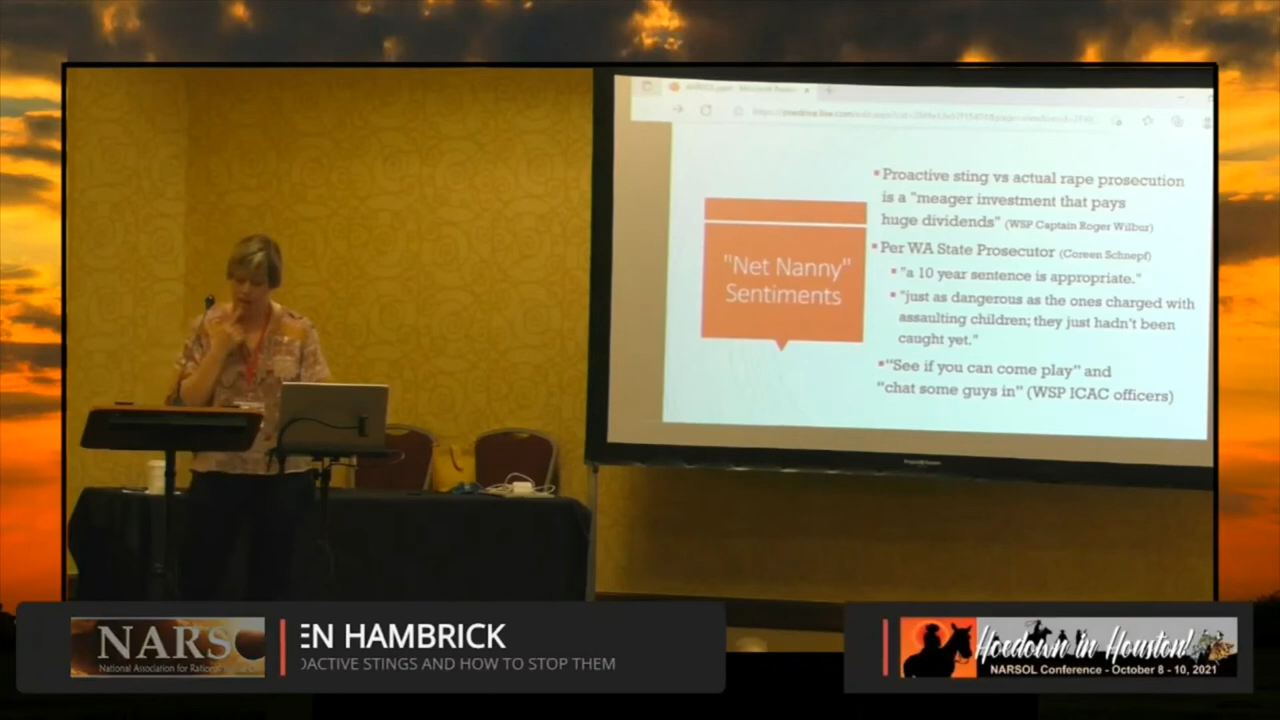 Proactive sting vs actual rape prosecution
is a "meager investment that pays
huge dividends" (WSP Captain Roger Wilbur)
"Net Nanny"
Sentiments
Per WA State Prosecutor (Coreen Schnepf)
"a 10 year sentence is appropriate."
"just as dangerous as the ones charged with
assaulting children; they just hadn't been
caught yet."
"See if you can come play" and
"chat some guys in" (WSP ICAC officers)
NARSO
National Association for Rational
EN HAMBRICK
OACTIVE STINGS AND HOW TO STOP THEM
Hoedown in Houston!
NARSOL Conference - October 8 - 10, 2021